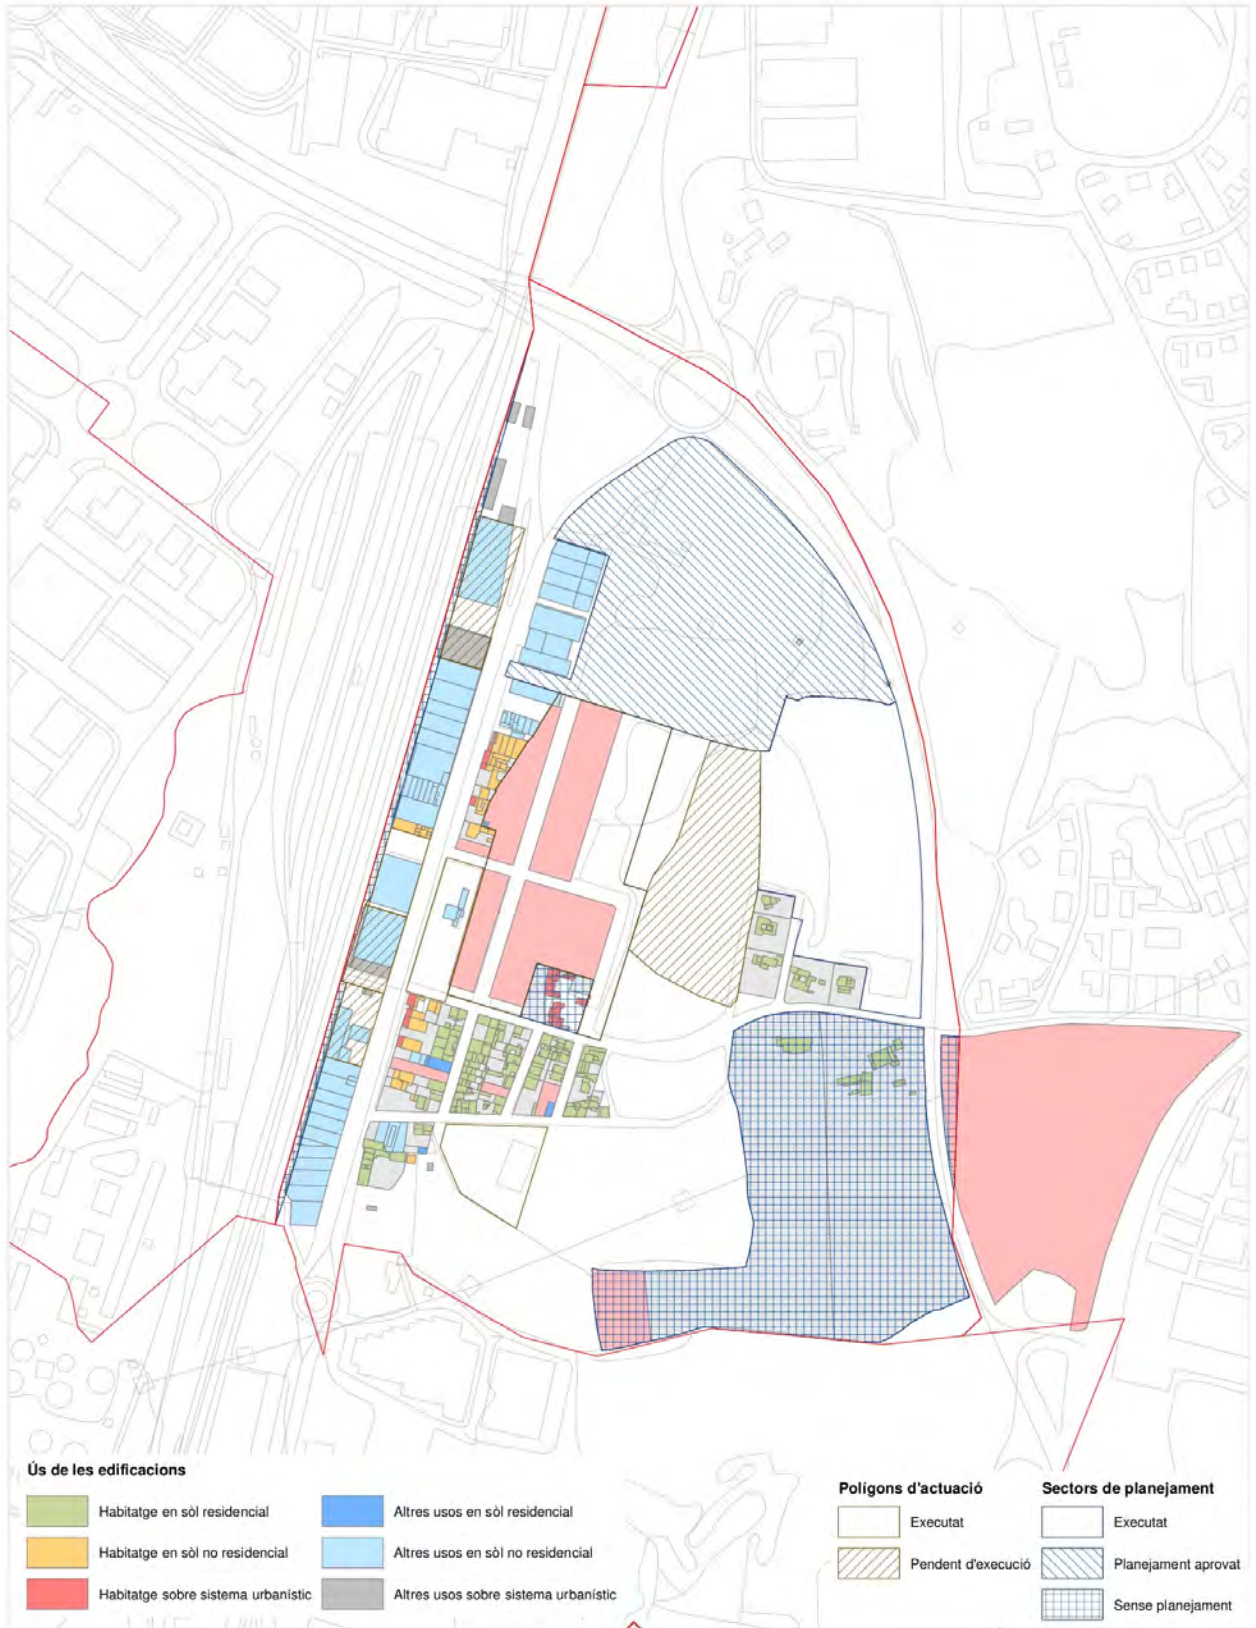 Ús de les edificacions
Habitatge en sòl residencial
Habitatge en sòl no residencial
Habitatge sobre sistema urbanístic
Altres usos en sòl residencial
Altres usos en sòl no residencial
Altres usos sobre sistema urbanístic
Polígons d'actuació
Executat
Pendent d'execució
Sectors de planejament
Executat
Planejament aprovat
Sense planejament